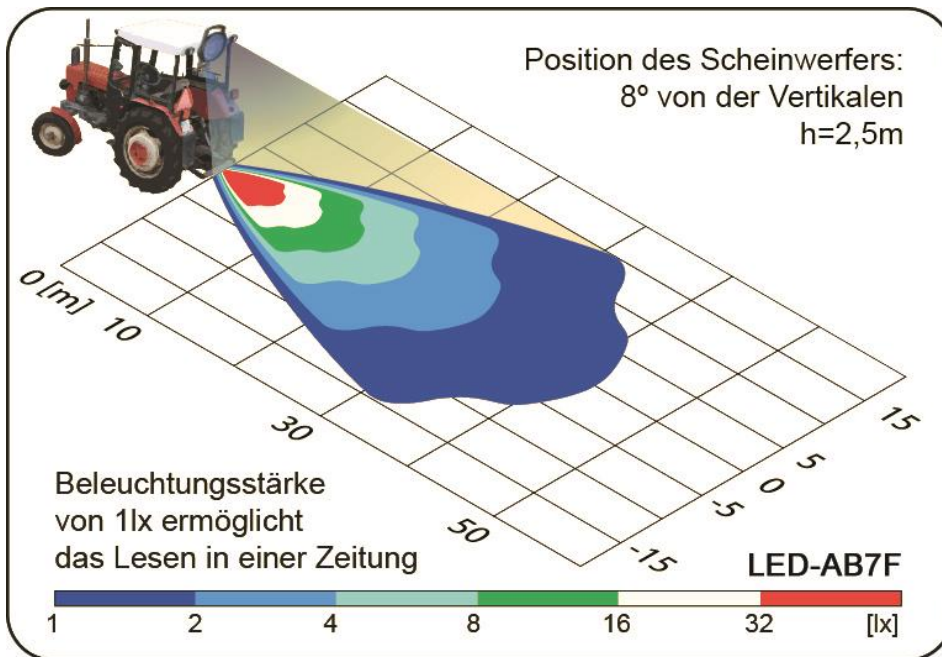 Position des Scheinwerfers:
8º von der Vertikalen
h=2,5m
0 [m]
10
30
50
15
5
0
-5
-15
Beleuchtungsstärke
von 1lx ermöglicht
das Lesen in einer Zeitung
LED-AB7F
1 2 4 8 16 32 [lx]